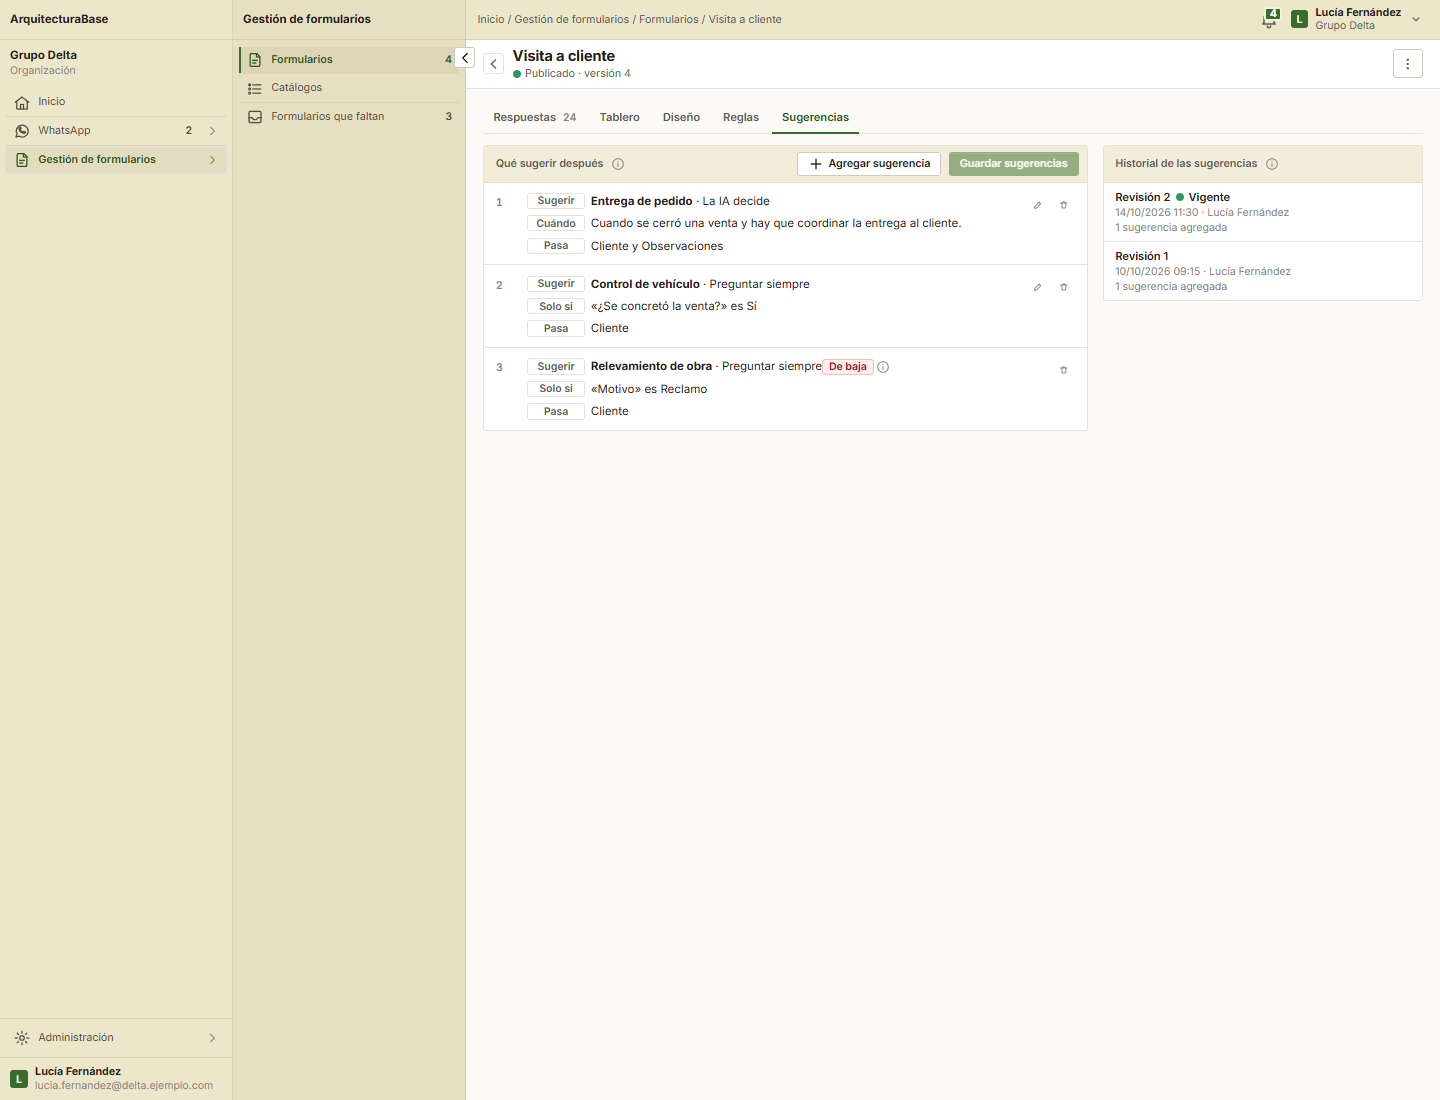 ArquitecturaBase
Grupo Delta
Organización
Inicio
WhatsApp 2
Gestión de formularios
Administración
L Lucía Fernández
lucia.fernandez@delta.ejemplo.com
Gestión de formularios
Formularios 4
Catálogos
Formularios que faltan 3
Inicio / Gestión de formularios / Formularios / Visita a cliente
4
L Lucía Fernández
Grupo Delta
Visita a cliente
Publicado · versión 4
Respuestas 24 Tablero Diseño Reglas Sugerencias
Qué sugerir después
Agregar sugerencia
Guardar sugerencias
1 Sugerir Entrega de pedido · La IA decide
Cuándo Cuando se cerró una venta y hay que coordinar la entrega al cliente.
Pasa Cliente y Observaciones
2 Sugerir Control de vehículo · Preguntar siempre
Solo si «¿Se concretó la venta?» es Sí
Pasa Cliente
3 Sugerir Relevamiento de obra · Preguntar siempre De baja
Solo si «Motivo» es Reclamo
Pasa Cliente
Historial de las sugerencias
Revisión 2 Vigente
14/10/2026 11:30 · Lucía Fernández
1 sugerencia agregada
Revisión 1
10/10/2026 09:15 · Lucía Fernández
1 sugerencia agregada